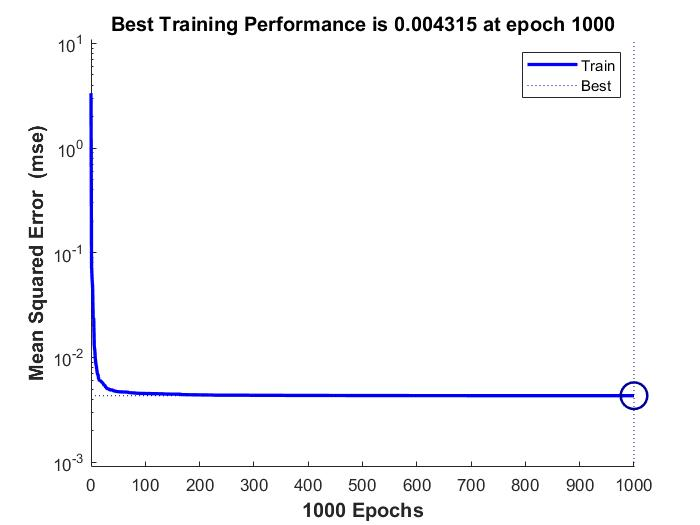 Best Training Performance is 0.004315 at epoch 1000
10^1
Train
Best
10^0
10^-1
10^-2
10^-3
Mean Squared Error (mse)
0 100 200 300 400 500 600 700 800 900 1000
1000 Epochs